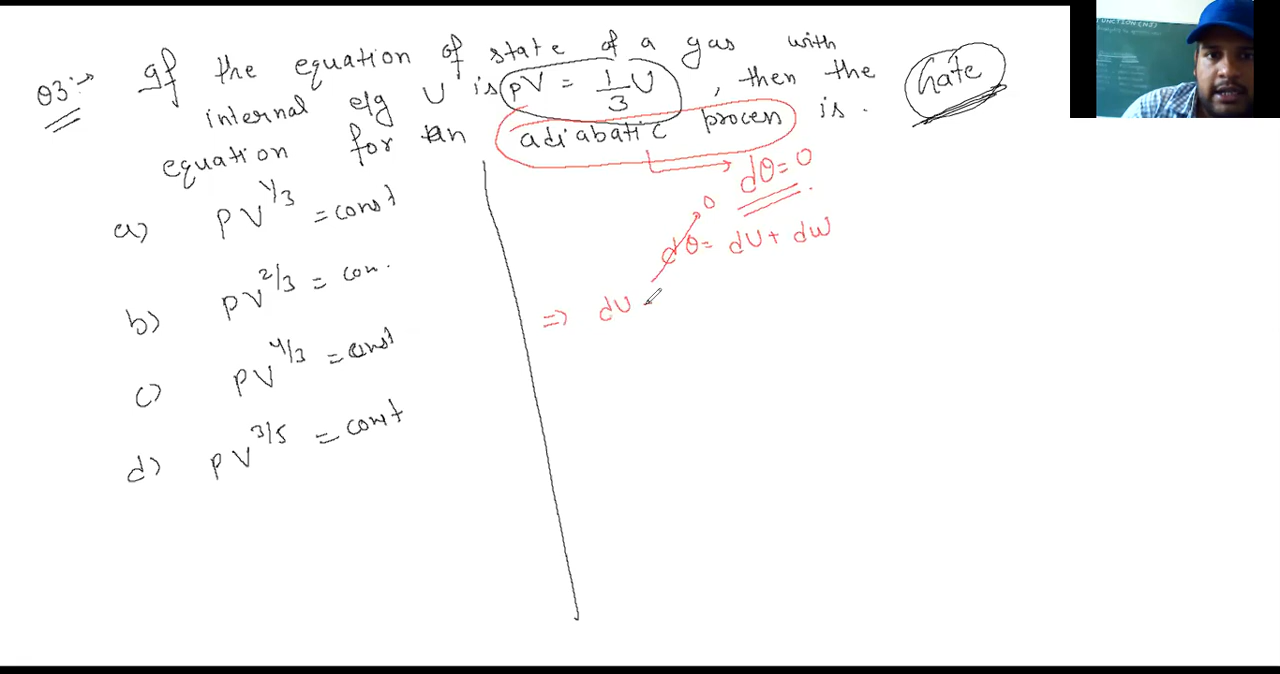 Q3:→ If the equation of state of a gas with
internal e/g U is PV = 1/3 U , then the
equation for an adiabatic process is.
Gate
a) PV^1/3 = const
b) PV^2/3 = con.
c) PV^4/3 = const
d) PV^3/5 = const
dQ = 0
0
dQ = dU + dW
⇒ dU